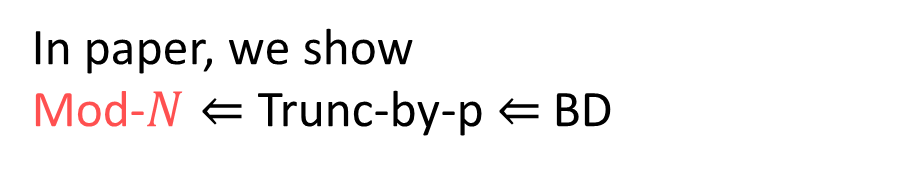 In paper, we show
Mod-N ⇐ Trunc-by-p ⇐ BD